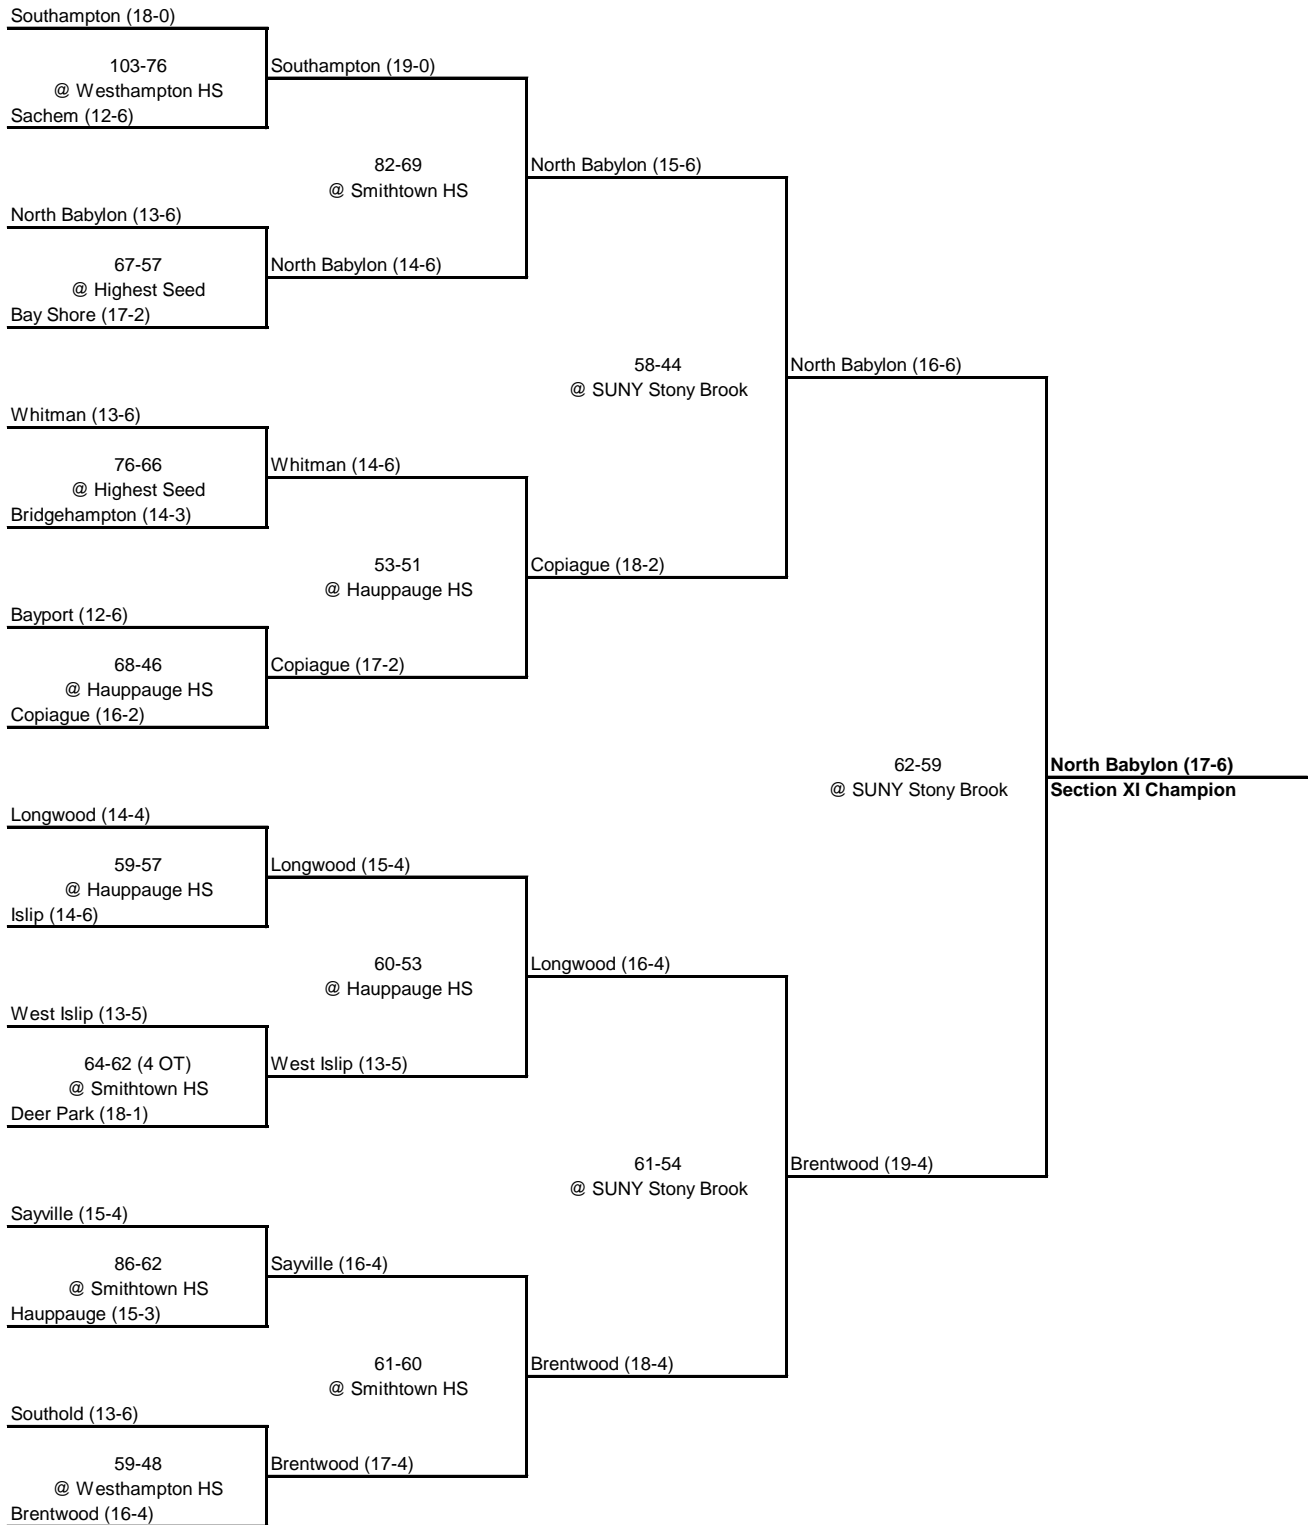 Southampton (18-0)
103-76
@ Westhampton HS
Southampton (19-0)
Sachem (12-6)
82-69
@ Smithtown HS
North Babylon (15-6)
North Babylon (13-6)
67-57
@ Highest Seed
North Babylon (14-6)
Bay Shore (17-2)
58-44
@ SUNY Stony Brook
North Babylon (16-6)
Whitman (13-6)
76-66
@ Highest Seed
Whitman (14-6)
Bridgehampton (14-3)
53-51
@ Hauppauge HS
Copiague (18-2)
Bayport (12-6)
68-46
@ Hauppauge HS
Copiague (17-2)
Copiague (16-2)
62-59
@ SUNY Stony Brook
North Babylon (17-6)
Section XI Champion
Longwood (14-4)
59-57
@ Hauppauge HS
Longwood (15-4)
Islip (14-6)
60-53
@ Hauppauge HS
Longwood (16-4)
West Islip (13-5)
64-62 (4 OT)
@ Smithtown HS
West Islip (13-5)
Deer Park (18-1)
61-54
@ SUNY Stony Brook
Brentwood (19-4)
Sayville (15-4)
86-62
@ Smithtown HS
Sayville (16-4)
Hauppauge (15-3)
61-60
@ Smithtown HS
Brentwood (18-4)
Southold (13-6)
59-48
@ Westhampton HS
Brentwood (17-4)
Brentwood (16-4)